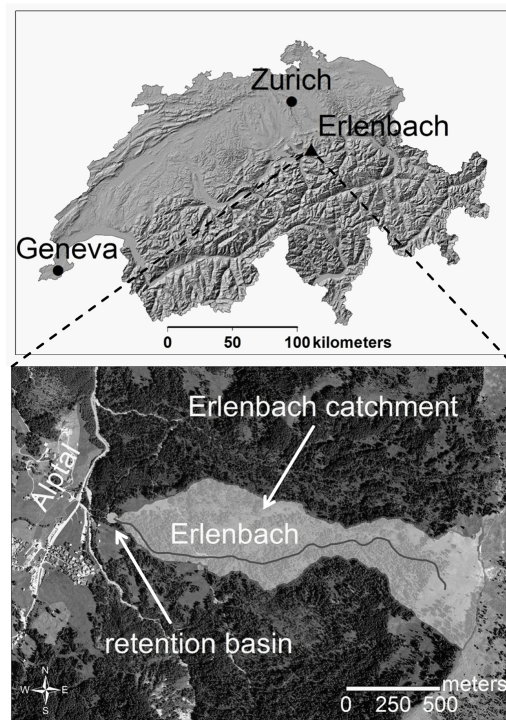 Zurich
Erlenbach
Geneva
0 50 100 kilometers
Erlenbach catchment
Alptal
Erlenbach
retention basin
N
W E
S
meters
0 250 500